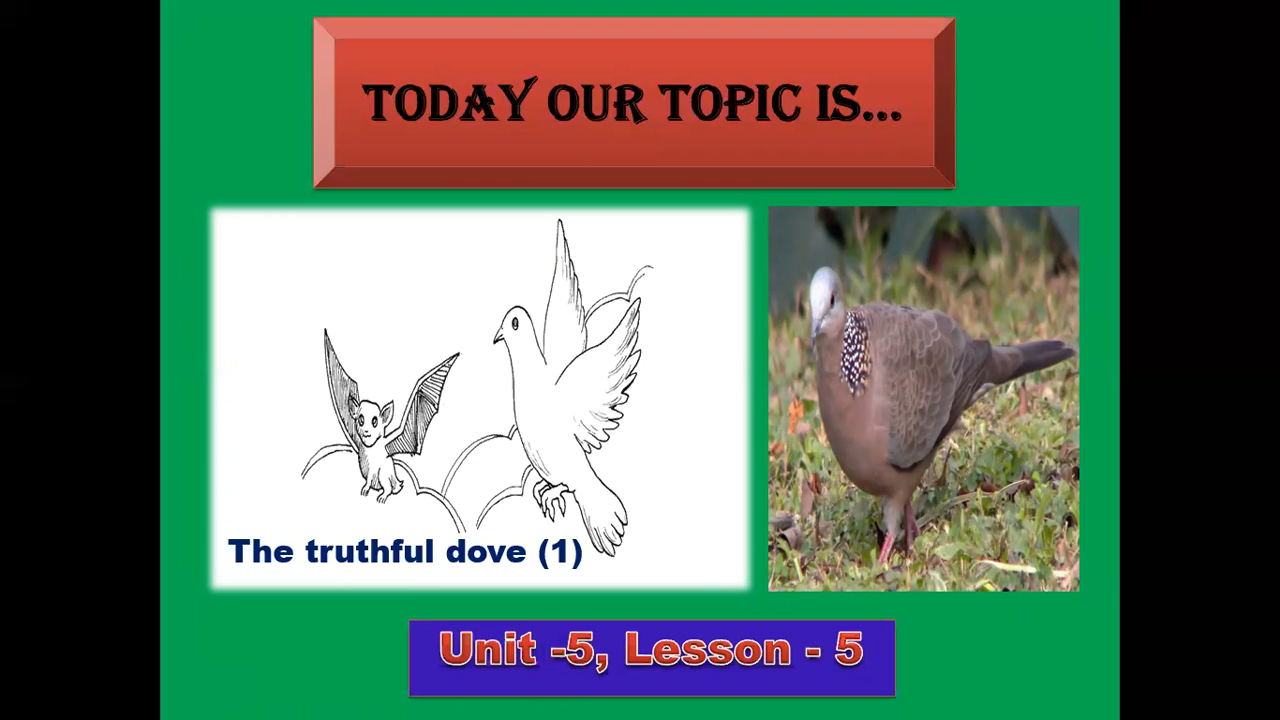 TODAY OUR TOPIC IS...
The truthful dove (1)
Unit -5, Lesson - 5